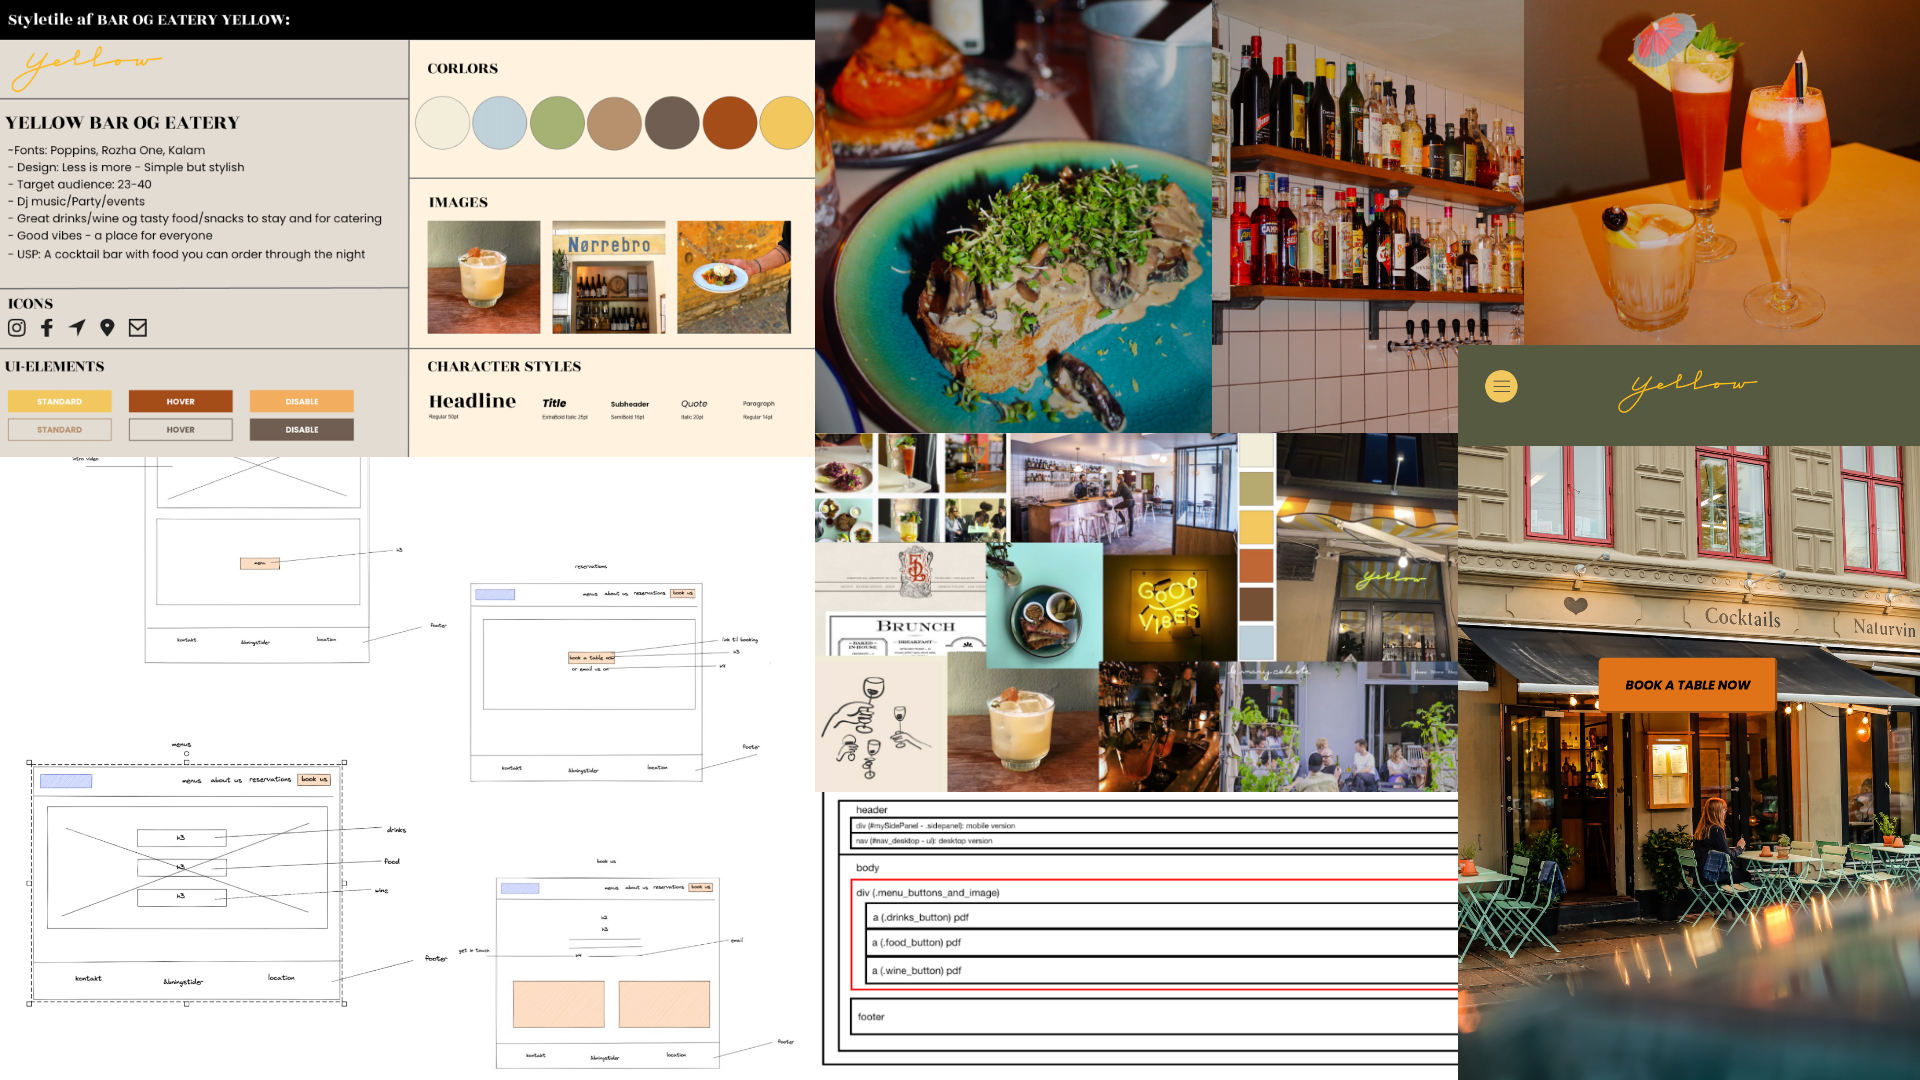 Styletile af BAR OG EATERY YELLOW:
yellow
YELLOW BAR OG EATERY
-Fonts: Poppins, Rozha One, Kalam
- Design: Less is more - Simple but stylish
- Target audience: 23-40
- Dj music/Party/events
- Great drinks/wine og tasty food/snacks to stay and for catering
- Good vibes - a place for everyone
- USP: A cocktail bar with food you can order through the night
ICONS
UI-ELEMENTS
STANDARD
HOVER
DISABLE
STANDARD
HOVER
DISABLE
CORLORS
IMAGES
Nørrebro
CHARACTER STYLES
Headline
Title
Subheader
Quote
Paragraph
Regular 50pt
ExtraBold Italic 25pt
SemiBold 16pt
Italic 20pt
Regular 14pt
intro video
menu
h3
kontakt
åbningstider
location
footer
reservations
menus about us reservations book us
book a table now
or email us on
link til booking
h3
h4
kontakt
åbningstider
location
footer
menus
menus about us reservations book us
h3
h3
h3
drinks
food
wine
kontakt
åbningstider
location
footer
book us
menus about us reservations book us
h2
h3
h4
get in touch
email
kontakt
åbningstider
location
footer
BRUNCH
BAKED
IN-HOUSE
BREAKFAST
GOOD
VIBES
yellow
header
div (#mySidePanel - .sidepanel): mobile version
nav (#nav_desktop - ul): desktop version
body
div (.menu_buttons_and_image)
a (.drinks_button) pdf
a (.food_button) pdf
a (.wine_button) pdf
footer
yellow
Cocktails
Naturvin
BOOK A TABLE NOW